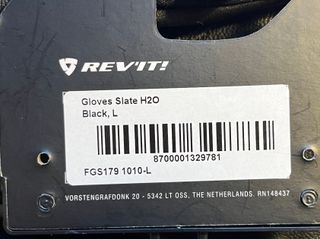 REV'IT!
Gloves Slate H2O
Black, L
8700001329781
FGS179 1010-L
VORSTENGRAFDONK 20 - 5342 LT OSS, THE NETHERLANDS. RN148437